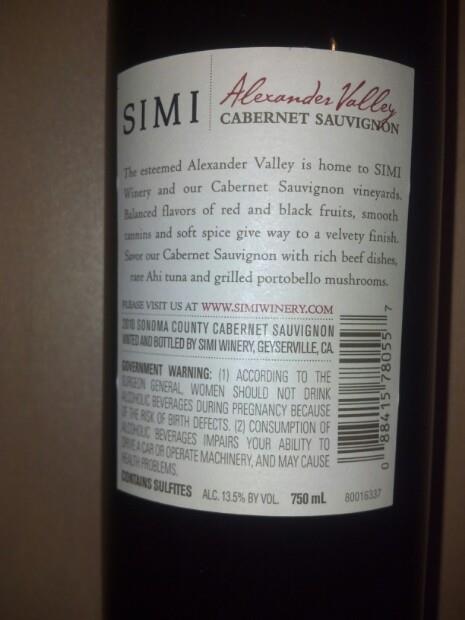 SIMI
Alexander Valley
CABERNET SAUVIGNON
The esteemed Alexander Valley is home to SIMI
Winery and our Cabernet Sauvignon vineyards.
Balanced flavors of red and black fruits, smooth
tannins and soft spice give way to a velvety finish.
Savor our Cabernet Sauvignon with rich beef dishes,
rare Ahi tuna and grilled portobello mushrooms.
PLEASE VISIT US AT WWW.SIMIWINERY.COM
2010 SONOMA COUNTY CABERNET SAUVIGNON
VINTED AND BOTTLED BY SIMI WINERY, GEYSERVILLE, CA
GOVERNMENT WARNING: (1) ACCORDING TO THE
SURGEON GENERAL, WOMEN SHOULD NOT DRINK
ALCOHOLIC BEVERAGES DURING PREGNANCY BECAUSE
OF THE RISK OF BIRTH DEFECTS. (2) CONSUMPTION OF
ALCOHOLIC BEVERAGES IMPAIRS YOUR ABILITY TO
DRIVE A CAR OR OPERATE MACHINERY, AND MAY CAUSE
HEALTH PROBLEMS.
CONTAINS SULFITES ALC. 13.5% BY VOL. 750 mL 80016337
0 88415 78055 7